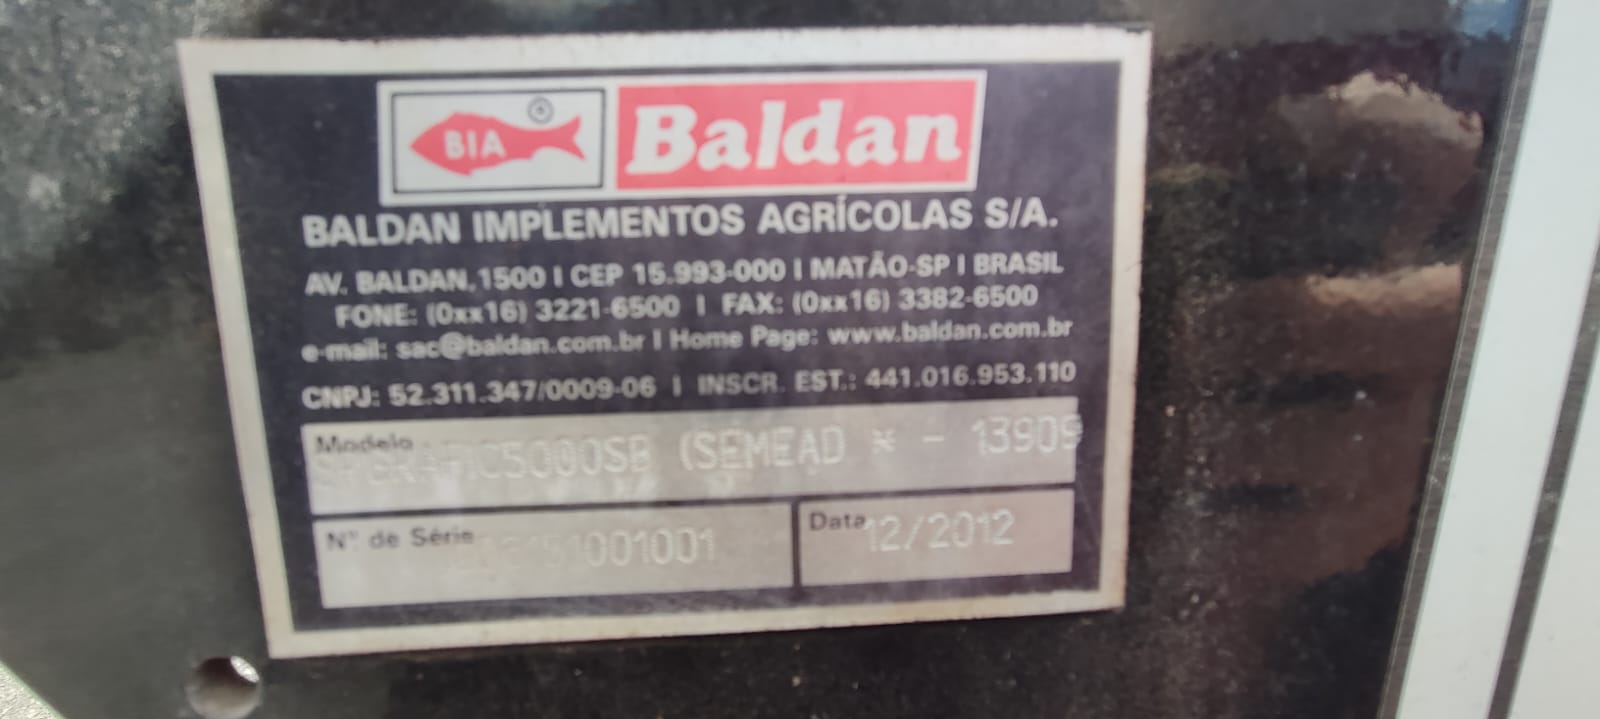 BIA ®
Baldan
BALDAN IMPLEMENTOS AGRÍCOLAS S/A.
AV. BALDAN, 1500 | CEP 15.993-000 | MATÃO-SP | BRASIL
FONE: (0xx16) 3221-6500 | FAX: (0xx16) 3382-6500
e-mail: sac@baldan.com.br | Home Page: www.baldan.com.br
CNPJ: 52.311.347/0009-06 | INSCR. EST.: 441.016.953.110
Modelo
(SEMEAD * - 13909
Nº de Série
Data 12/2012